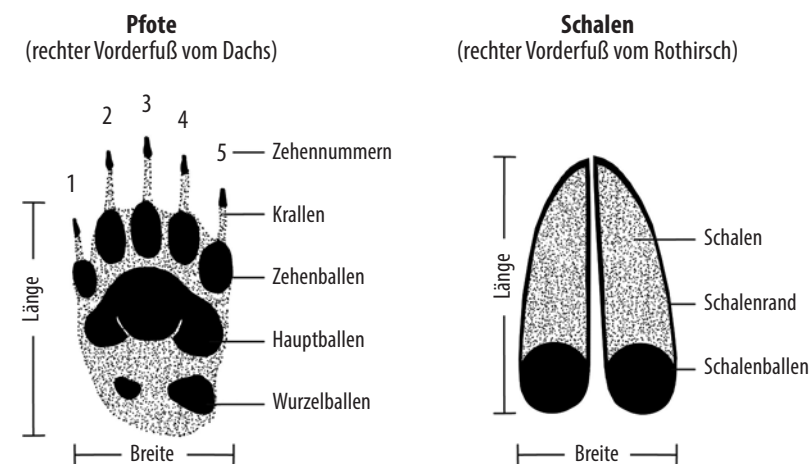 Pfote
(rechter Vorderfuß vom Dachs)
1
2
3
4
5
Zehennummern
Krallen
Zehenballen
Hauptballen
Wurzelballen
Länge
Breite
Schalen
(rechter Vorderfuß vom Rothirsch)
Schalen
Schalenrand
Schalenballen
Länge
Breite